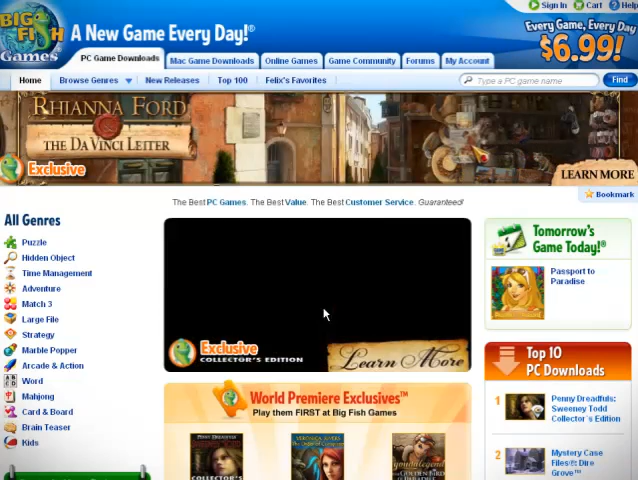 BIG FISH Games
A New Game Every Day!®
Sign In
Cart
Help
Every Game, Every Day
$6.99!
PC Game Downloads
Mac Game Downloads
Online Games
Game Community
Forums
My Account
Home
Browse Genres
New Releases
Top 100
Felix's Favorites
Type a PC game name
Find
RHIANNA FORD
THE DA VINCI LETTER
Exclusive
LEARN MORE
The Best PC Games. The Best Value. The Best Customer Service. Guaranteed!
Bookmark
All Genres
Puzzle
Hidden Object
Time Management
Adventure
Match 3
Large File
Strategy
Marble Popper
Arcade & Action
Word
Mahjong
Card & Board
Brain Teaser
Kids
Exclusive
COLLECTOR'S EDITION
Learn More
World Premiere Exclusives™
Play them FIRST at Big Fish Games
PENNY DREADFULS
COLLECTOR'S
Tomorrow's
Game Today!®
Passport to
Paradise
Top 10
PC Downloads
1
Penny Dreadfuls:
Sweeney Todd
Collector`s Edition
2
Mystery Case
Files®: Dire
Grove™